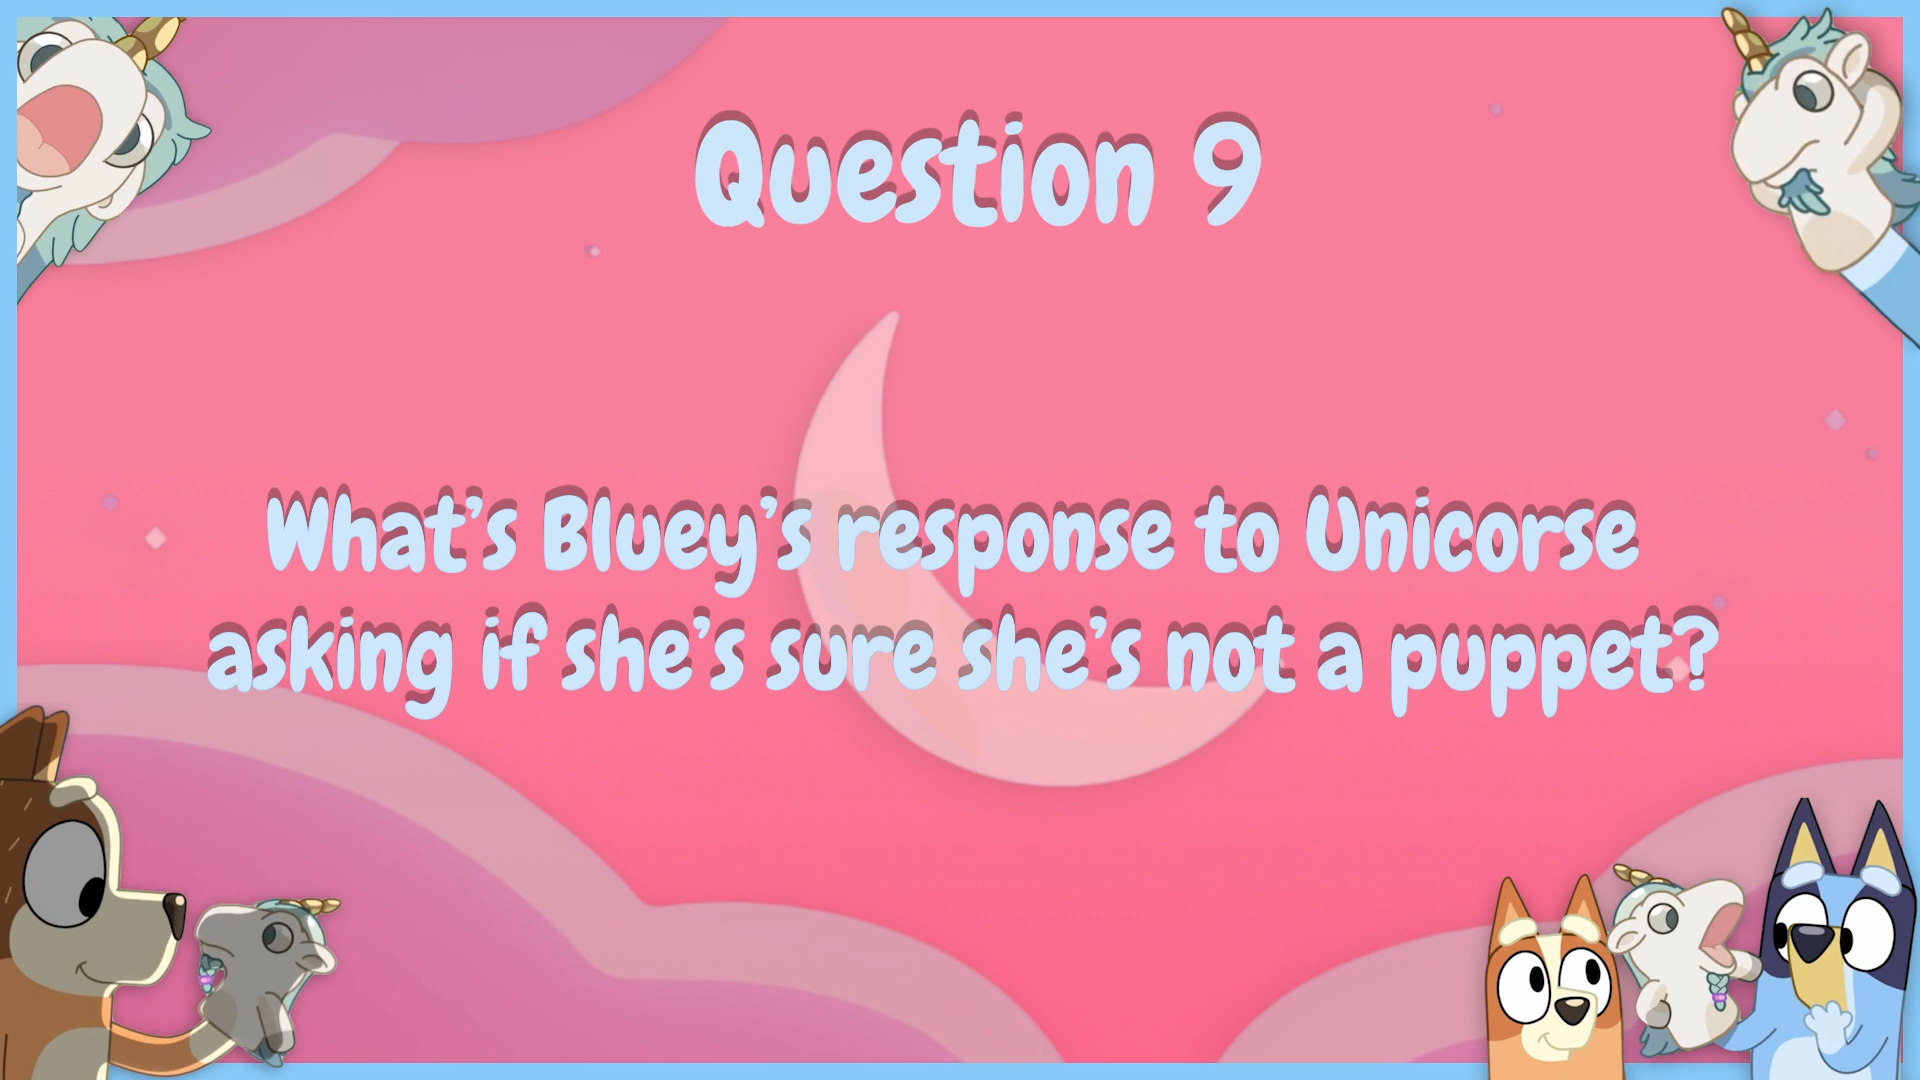 Question 9
What’s Bluey’s response to Unicorse
asking if she’s sure she’s not a puppet?